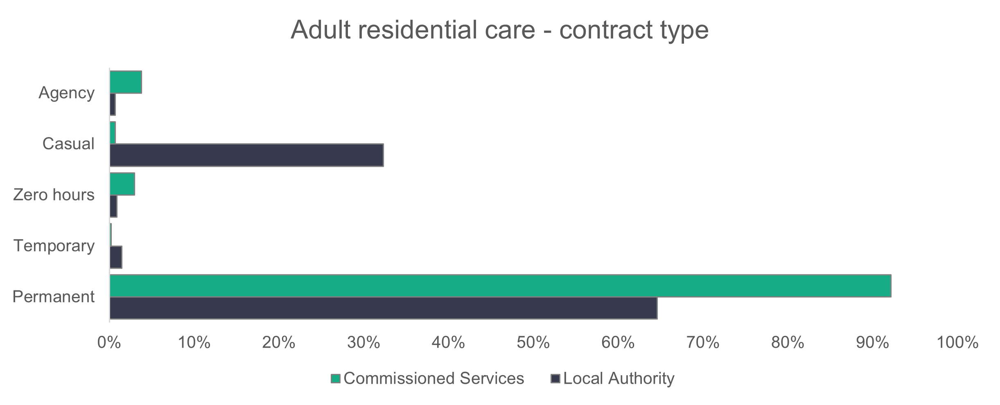 Adult residential care - contract type
Agency
Casual
Zero hours
Temporary
Permanent
0% 10% 20% 30% 40% 50% 60% 70% 80% 90% 100%
Commissioned Services Local Authority